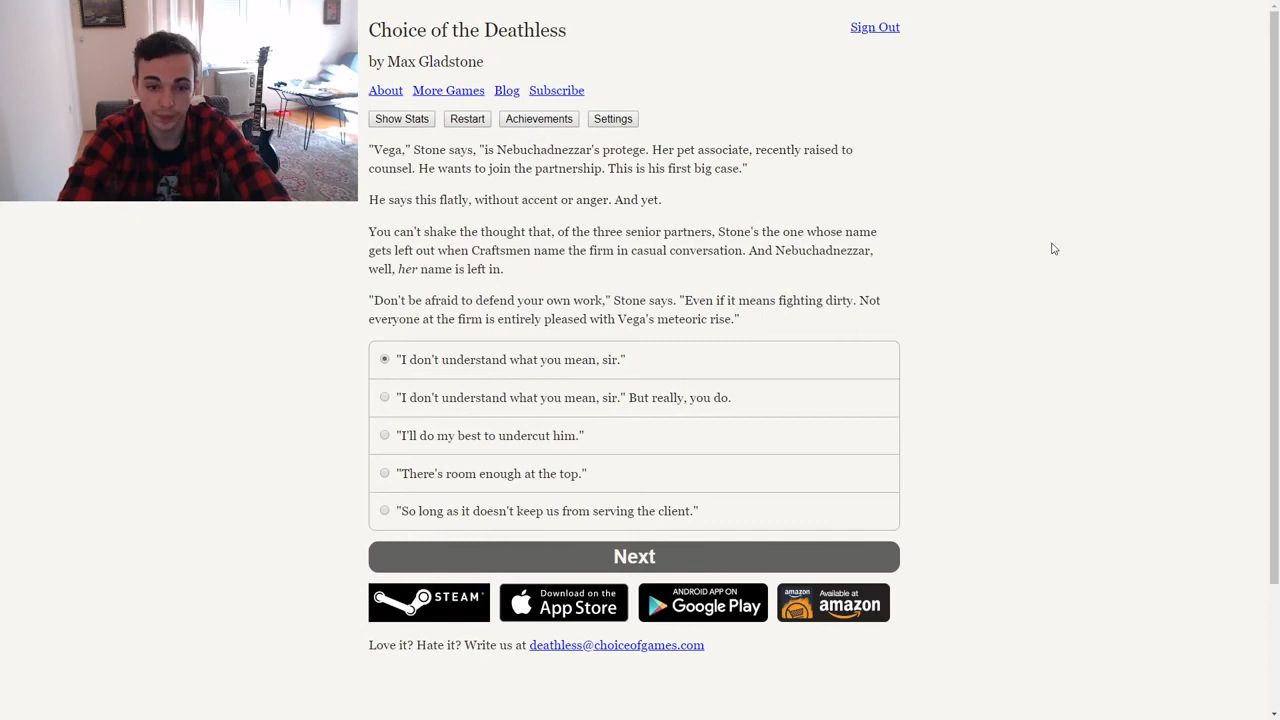 Choice of the Deathless
Sign Out
by Max Gladstone
About More Games Blog Subscribe
Show Stats Restart Achievements Settings
"Vega," Stone says, "is Nebuchadnezzar's protege. Her pet associate, recently raised to
counsel. He wants to join the partnership. This is his first big case."
He says this flatly, without accent or anger. And yet.
You can't shake the thought that, of the three senior partners, Stone's the one whose name
gets left out when Craftsmen name the firm in casual conversation. And Nebuchadnezzar,
well, her name is left in.
"Don't be afraid to defend your own work," Stone says. "Even if it means fighting dirty. Not
everyone at the firm is entirely pleased with Vega's meteoric rise."
"I don't understand what you mean, sir."
"I don't understand what you mean, sir." But really, you do.
"I'll do my best to undercut him."
"There's room enough at the top."
"So long as it doesn't keep us from serving the client."
Next
STEAM
Download on the
App Store
ANDROID APP ON
Google Play
amazon
Available at
amazon
Love it? Hate it? Write us at deathless@choiceofgames.com